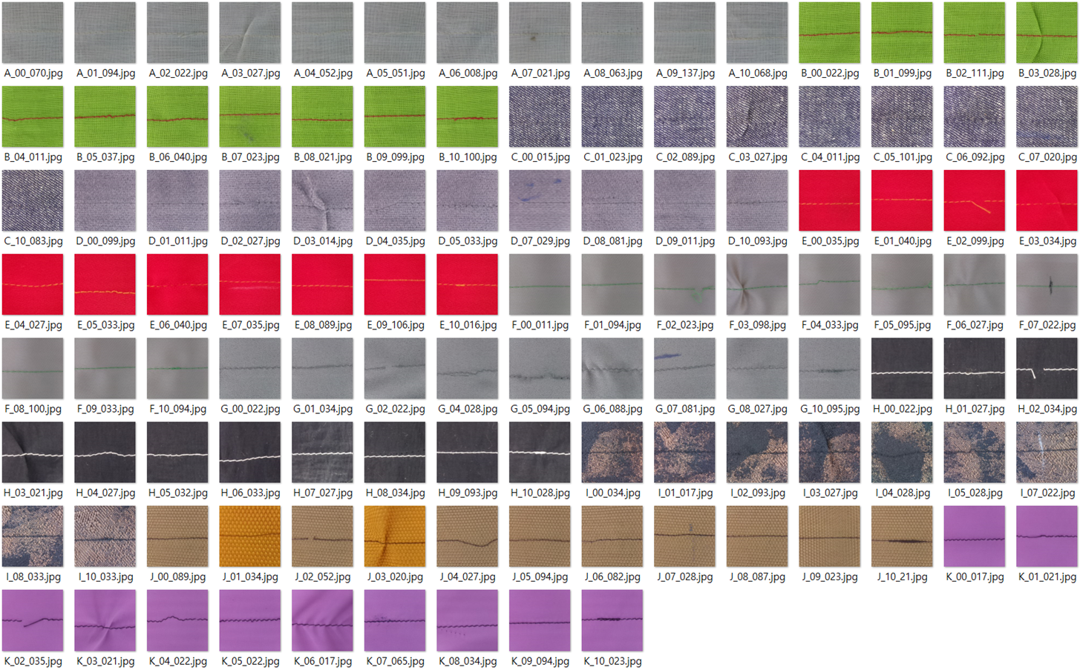 A_00_070.jpg A_01_094.jpg A_02_022.jpg A_03_027.jpg A_04_052.jpg A_05_051.jpg A_06_008.jpg A_07_021.jpg A_08_063.jpg A_09_137.jpg A_10_068.jpg B_00_022.jpg B_01_099.jpg B_02_111.jpg B_03_028.jpg
B_04_011.jpg B_05_037.jpg B_06_040.jpg B_07_023.jpg B_08_021.jpg B_09_099.jpg B_10_100.jpg C_00_015.jpg C_01_023.jpg C_02_089.jpg C_03_027.jpg C_04_011.jpg C_05_101.jpg C_06_092.jpg C_07_020.jpg
C_10_083.jpg D_00_099.jpg D_01_011.jpg D_02_027.jpg D_03_014.jpg D_04_035.jpg D_05_033.jpg D_07_029.jpg D_08_081.jpg D_09_011.jpg D_10_093.jpg E_00_035.jpg E_01_040.jpg E_02_099.jpg E_03_034.jpg
E_04_027.jpg E_05_033.jpg E_06_040.jpg E_07_035.jpg E_08_089.jpg E_09_106.jpg E_10_016.jpg F_00_011.jpg F_01_094.jpg F_02_023.jpg F_03_098.jpg F_04_033.jpg F_05_095.jpg F_06_027.jpg F_07_022.jpg
F_08_100.jpg F_09_033.jpg F_10_094.jpg G_00_022.jpg G_01_034.jpg G_02_022.jpg G_04_028.jpg G_05_094.jpg G_06_088.jpg G_07_081.jpg G_08_027.jpg G_10_095.jpg H_00_022.jpg H_01_027.jpg H_02_034.jpg
H_03_021.jpg H_04_027.jpg H_05_032.jpg H_06_033.jpg H_07_027.jpg H_08_034.jpg H_09_093.jpg H_10_028.jpg I_00_034.jpg I_01_017.jpg I_02_093.jpg I_03_027.jpg I_04_028.jpg I_05_028.jpg I_07_022.jpg
I_08_033.jpg I_10_033.jpg J_00_089.jpg J_01_034.jpg J_02_052.jpg J_03_020.jpg J_04_027.jpg J_05_094.jpg J_06_082.jpg J_07_028.jpg J_08_087.jpg J_09_023.jpg J_10_21.jpg K_00_017.jpg K_01_021.jpg
K_02_035.jpg K_03_021.jpg K_04_022.jpg K_05_022.jpg K_06_017.jpg K_07_065.jpg K_08_034.jpg K_09_094.jpg K_10_023.jpg